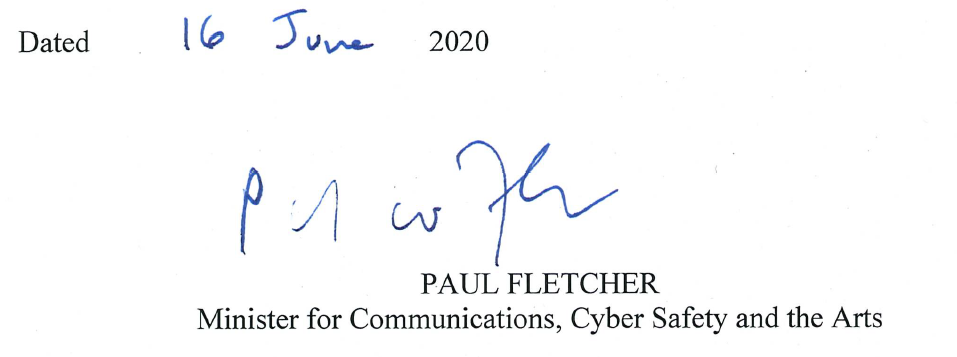 Dated 16 June 2020
PAUL FLETCHER
Minister for Communications, Cyber Safety and the Arts